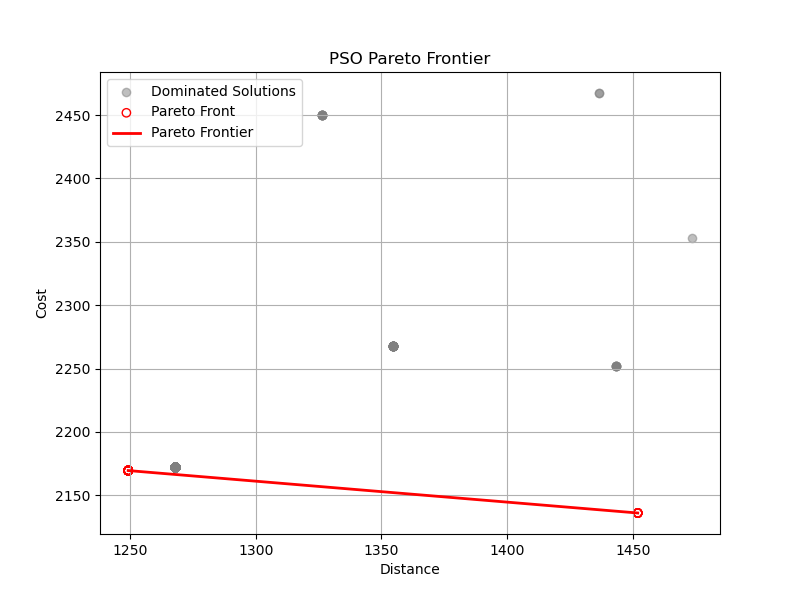 PSO Pareto Frontier
Dominated Solutions
Pareto Front
Pareto Frontier
2450
2400
2350
2300
2250
2200
2150
Cost
1250 1300 1350 1400 1450
Distance